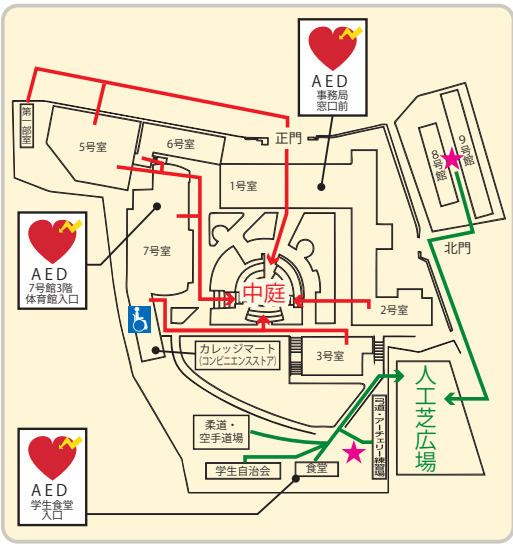 AED
事務局
窓口前
第一部室
5号室
6号室
正門
1号室
8号館
9号館
北門
7号室
AED
7号館3階
体育館入口
中庭
2号室
カレッジマート
(コンビニエンスストア)
3号室
人工芝広場
柔道・
空手道場
弓道・アーチェリー練習場
学生自治会
食堂
AED
学生食堂
入口